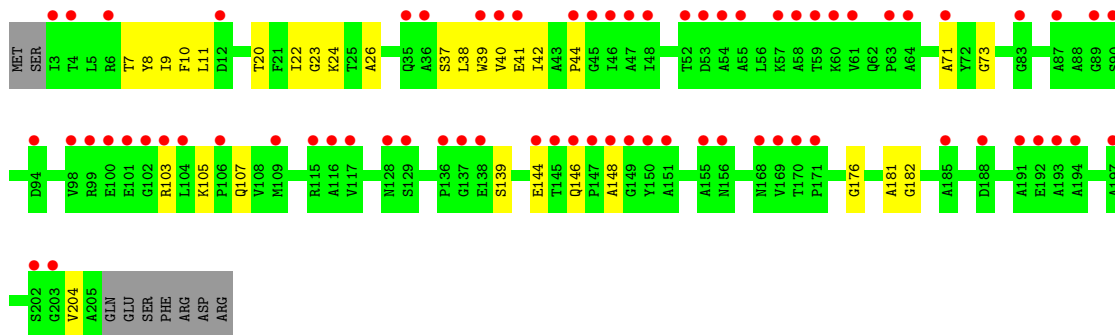 MET SER I3 T4 L5 R6 T7 Y8 I9 F10 L11 D12 T20 F21 I22 G23 K24 T25 A26 Q35 A36 S37 L38 W39 V40 E41 I42 A43 P44 G45 I46 A47 I48 T52 D53 A54 A55 L56 K57 A58 T59 K60 V61 Q62 P63 A64 A71 Y72 G73 G83 A87 A88 G89 S90
D94 V98 R99 E100 E101 G102 R103 L104 K105 P106 Q107 V108 M109 R115 A116 V117 N128 S129 P136 G137 E138 S139 E144 T145 Q146 P147 A148 G149 Y150 A151 A155 N156 N168 V169 T170 P171 G176 A181 G182 A185 D188 A191 E192 A193 A194 A197
S202 G203 V204 A205 GLN GLU SER PHE ARG ASP ARG